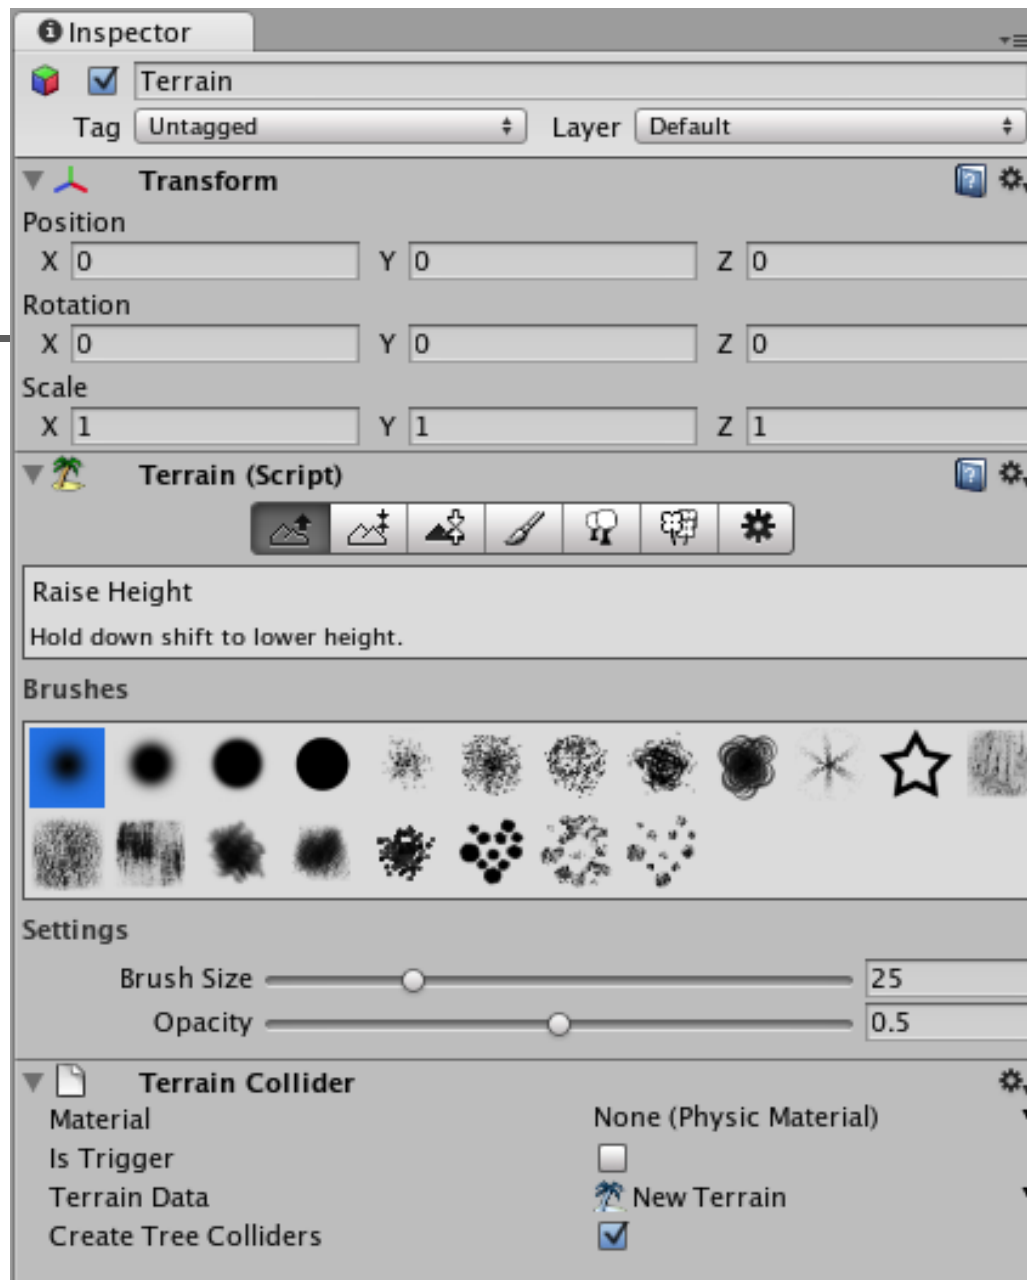 Inspector
Terrain
Tag Untagged Layer Default
Transform
Position
X 0 Y 0 Z 0
Rotation
X 0 Y 0 Z 0
Scale
X 1 Y 1 Z 1
Terrain (Script)
Raise Height
Hold down shift to lower height.
Brushes
Settings
Brush Size 25
Opacity 0.5
Terrain Collider
Material None (Physic Material)
Is Trigger
Terrain Data New Terrain
Create Tree Colliders